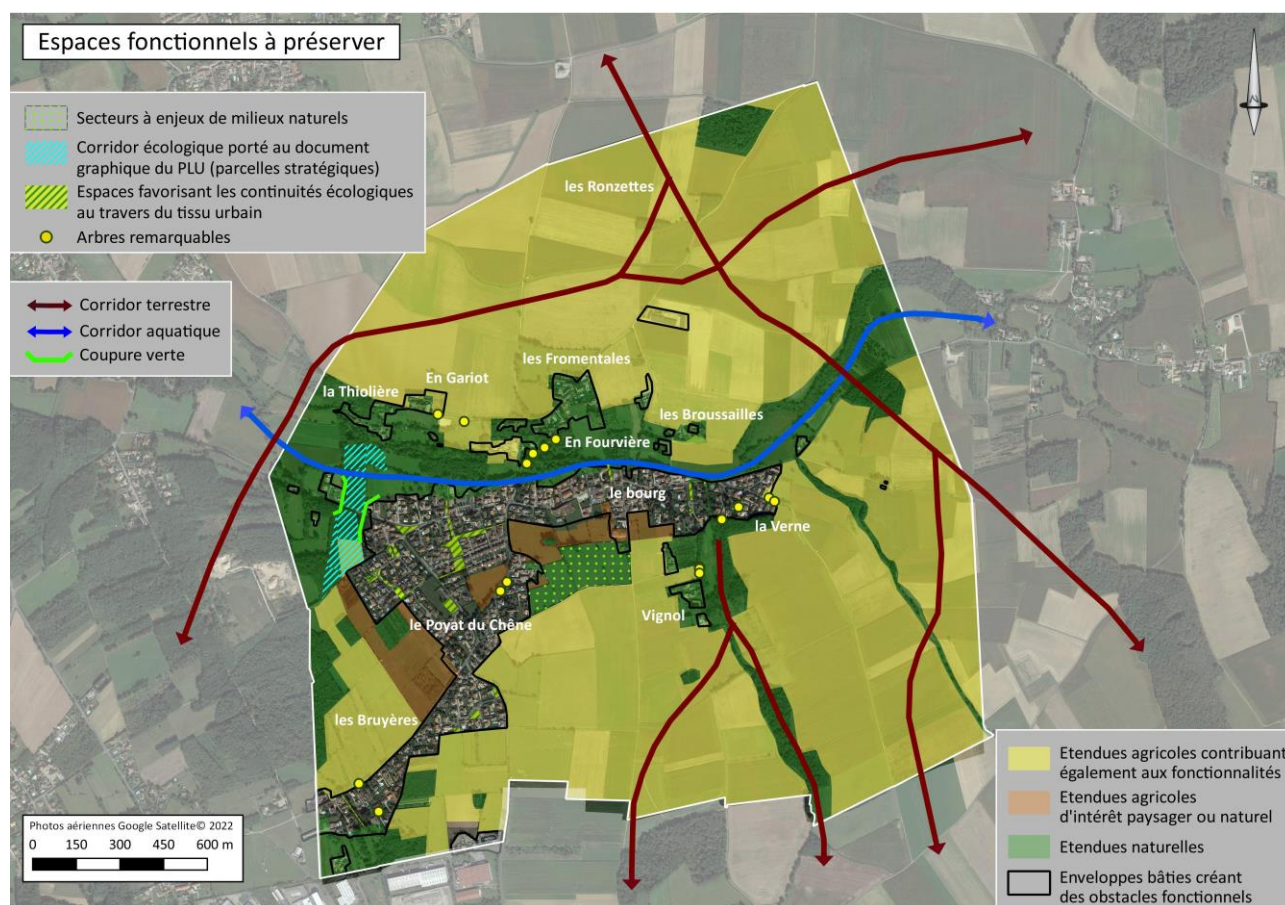 Espaces fonctionnels à préserver
Secteurs à enjeux de milieux naturels
Corridor écologique porté au document
graphique du PLU (parcelles stratégiques)
Espaces favorisant les continuités écologiques
au travers du tissu urbain
Arbres remarquables
Corridor terrestre
Corridor aquatique
Coupure verte
les Ronzettes
les Fromentales
En Gariot
la Thiolière
les Broussailles
En Fourvière
le bourg
la Verne
Vignol
le Poyat du Chêne
les Bruyères
Photos aériennes Google Satellite© 2022
0 150 300 450 600 m
Etendues agricoles contribuant
également aux fonctionnalités
Etendues agricoles
d'intérêt paysager ou naturel
Etendues naturelles
Enveloppes bâties créant
des obstacles fonctionnels